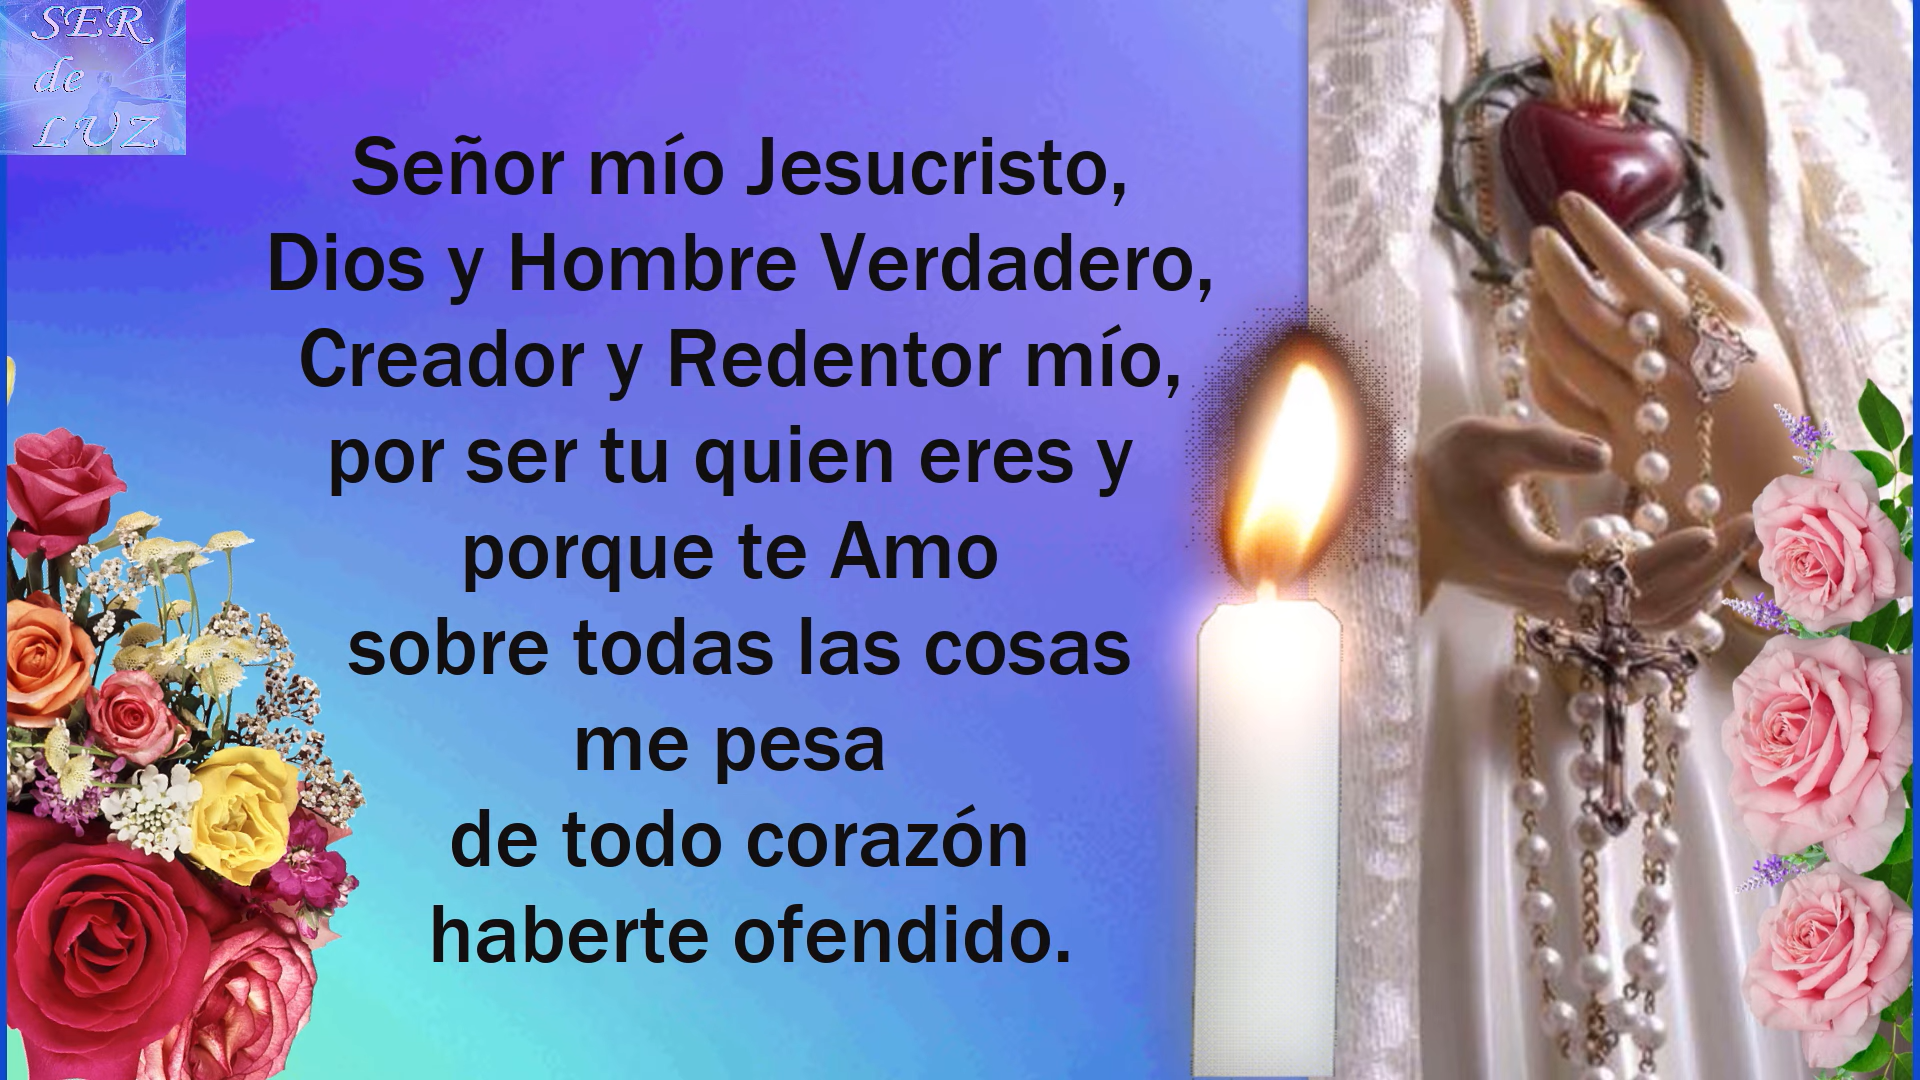 SER
de
LUZ
Señor mío Jesucristo,
Dios y Hombre Verdadero,
Creador y Redentor mío,
por ser tu quien eres y
porque te Amo
sobre todas las cosas
me pesa
de todo corazón
haberte ofendido.